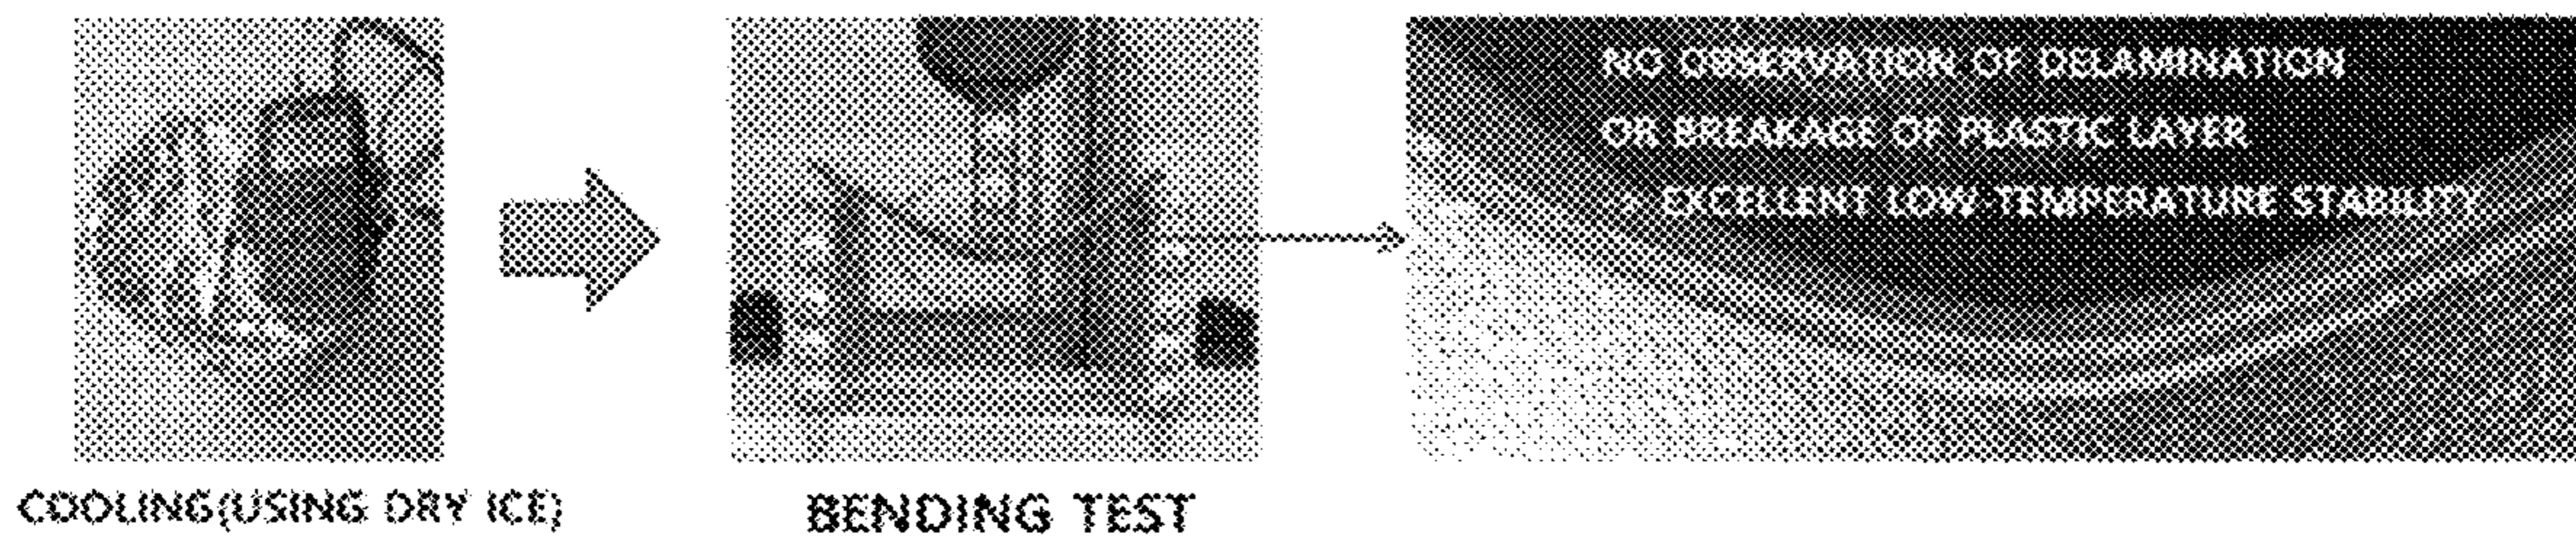 COOLING(USING DRY ICE)
BENDING TEST
NO OBSERVATION OF DELAMINATION
OR BREAKAGE OF PLASTIC LAYER
EXCELLENT LOW TEMPERATURE STABILITY